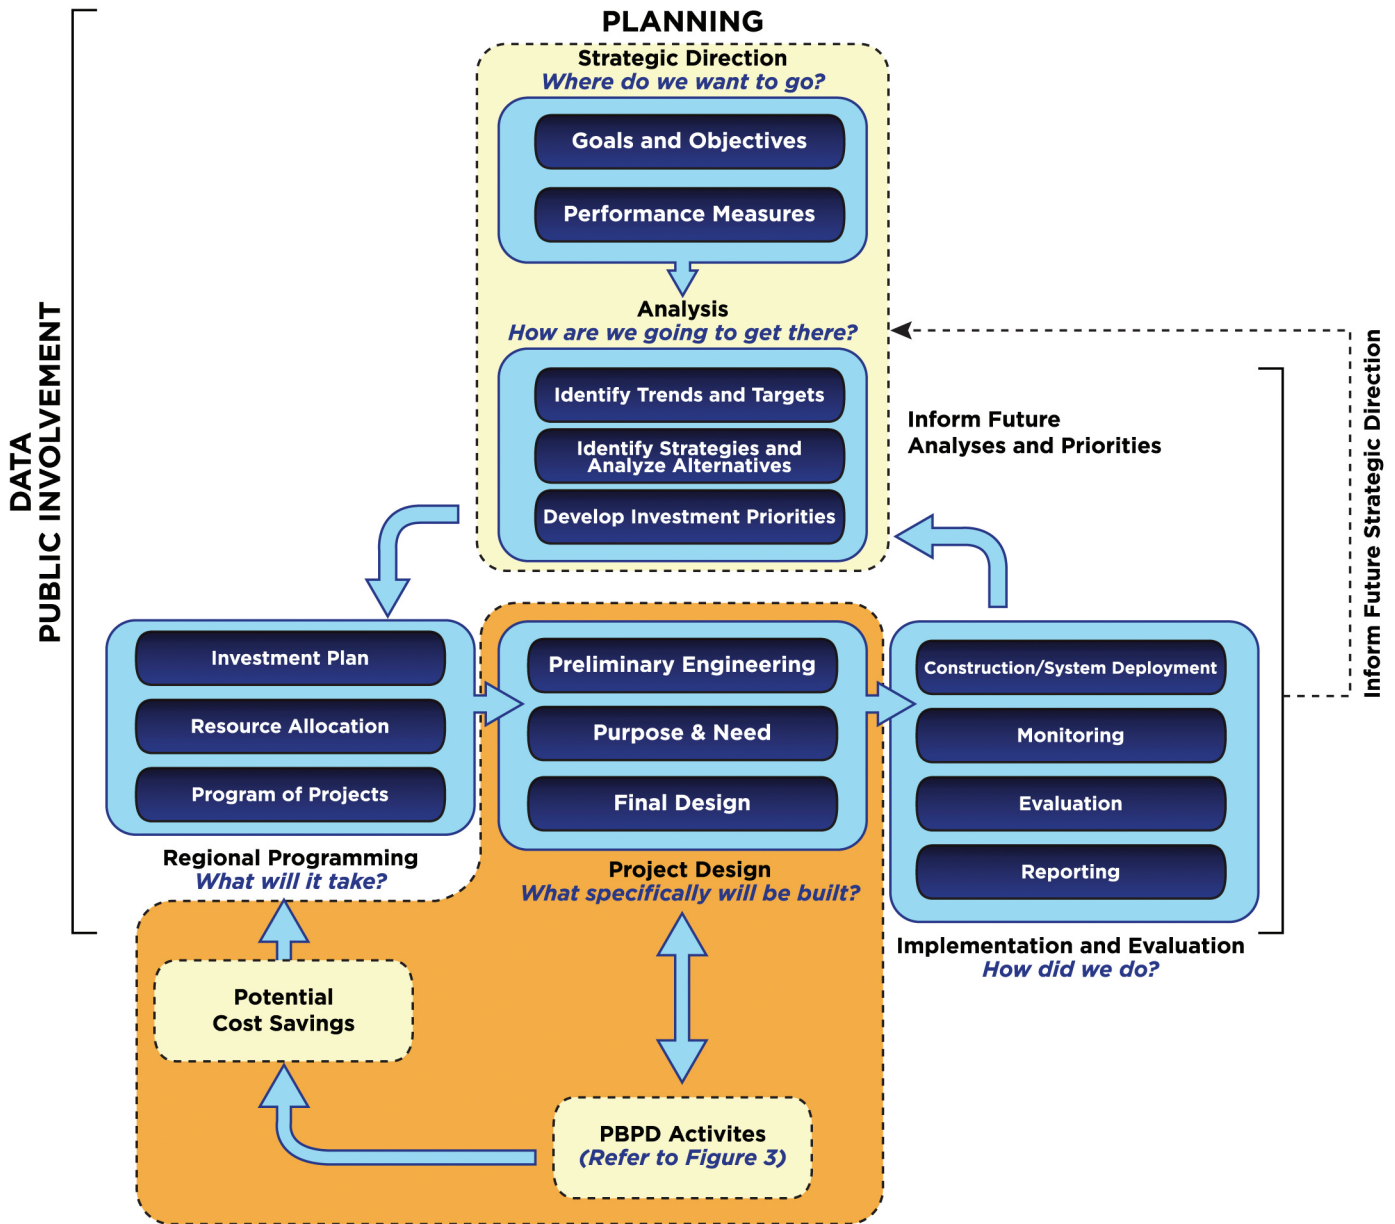 PLANNING
Strategic Direction
Where do we want to go?
Goals and Objectives
Performance Measures
Analysis
How are we going to get there?
Identify Trends and Targets
Identify Strategies and
Analyze Alternatives
Develop Investment Priorities
DATA
PUBLIC INVOLVEMENT
Inform Future
Analyses and Priorities
Inform Future Strategic Direction
Investment Plan
Resource Allocation
Program of Projects
Regional Programming
What will it take?
Preliminary Engineering
Purpose & Need
Final Design
Project Design
What specifically will be built?
Construction/System Deployment
Monitoring
Evaluation
Reporting
Implementation and Evaluation
How did we do?
Potential
Cost Savings
PBPD Activites
(Refer to Figure 3)